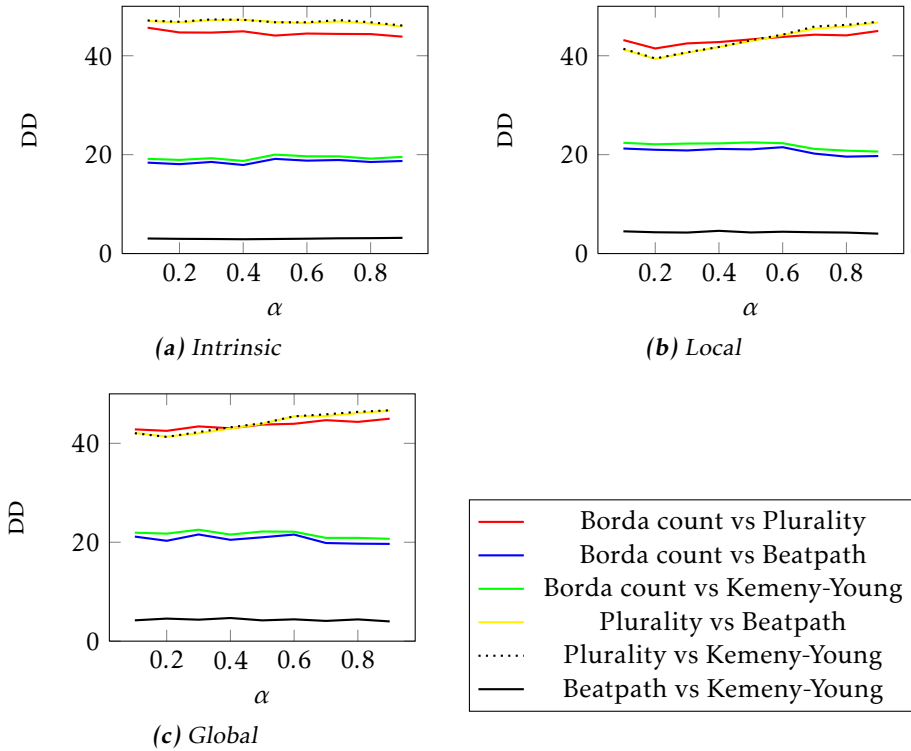 40
20
0
DD
0.2 0.4 0.6 0.8
α
(a) Intrinsic
40
20
0
DD
0.2 0.4 0.6 0.8
α
(b) Local
40
20
0
DD
0.2 0.4 0.6 0.8
α
(c) Global
Borda count vs Plurality
Borda count vs Beatpath
Borda count vs Kemeny-Young
Plurality vs Beatpath
Plurality vs Kemeny-Young
Beatpath vs Kemeny-Young